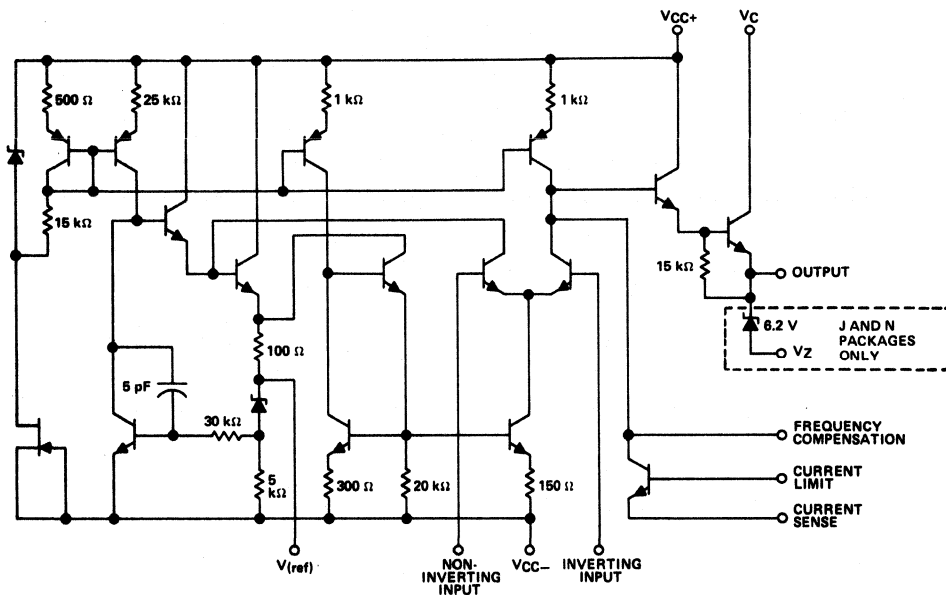 VCC+
VC
500 Ω
25 kΩ
1 kΩ
1 kΩ
15 kΩ
15 kΩ
OUTPUT
6.2 V
J AND N
PACKAGES
ONLY
VZ
100 Ω
5 pF
30 kΩ
FREQUENCY
COMPENSATION
5
kΩ
300 Ω
20 kΩ
150 Ω
CURRENT
LIMIT
CURRENT
SENSE
V(ref)
NON-
INVERTING
INPUT
VCC–
INVERTING
INPUT